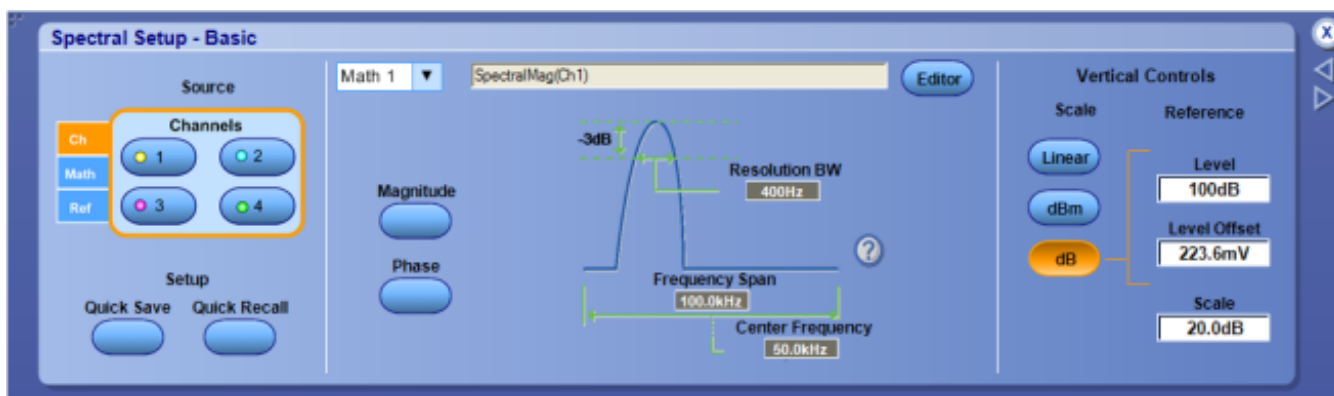 Spectral Setup - Basic
X
Source
Ch
Math
Ref
Channels
1
2
3
4
Setup
Quick Save
Quick Recall
Math 1
SpectralMag(Ch1)
Editor
Magnitude
Phase
-3dB
Resolution BW
400Hz
?
Frequency Span
100.0kHz
Center Frequency
50.0kHz
Vertical Controls
Scale
Linear
dBm
dB
Reference
Level
100dB
Level Offset
223.6mV
Scale
20.0dB